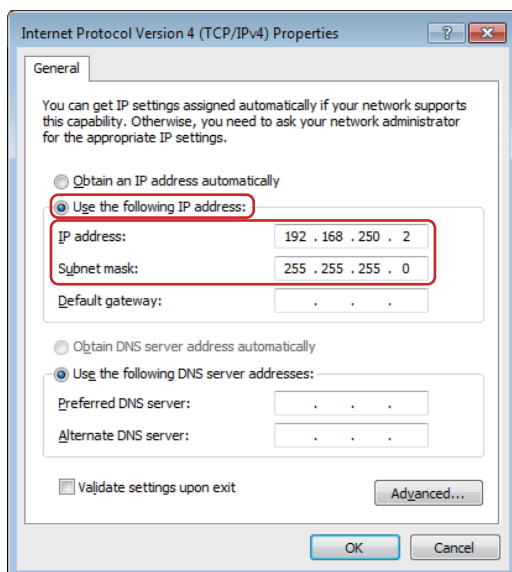 Internet Protocol Version 4 (TCP/IPv4) Properties
General
You can get IP settings assigned automatically if your network supports
this capability. Otherwise, you need to ask your network administrator
for the appropriate IP settings.
Obtain an IP address automatically
Use the following IP address:
IP address: 192 . 168 . 250 . 2
Subnet mask: 255 . 255 . 255 . 0
Default gateway: . . .
Obtain DNS server address automatically
Use the following DNS server addresses:
Preferred DNS server: . . .
Alternate DNS server: . . .
Validate settings upon exit
Advanced...
OK Cancel